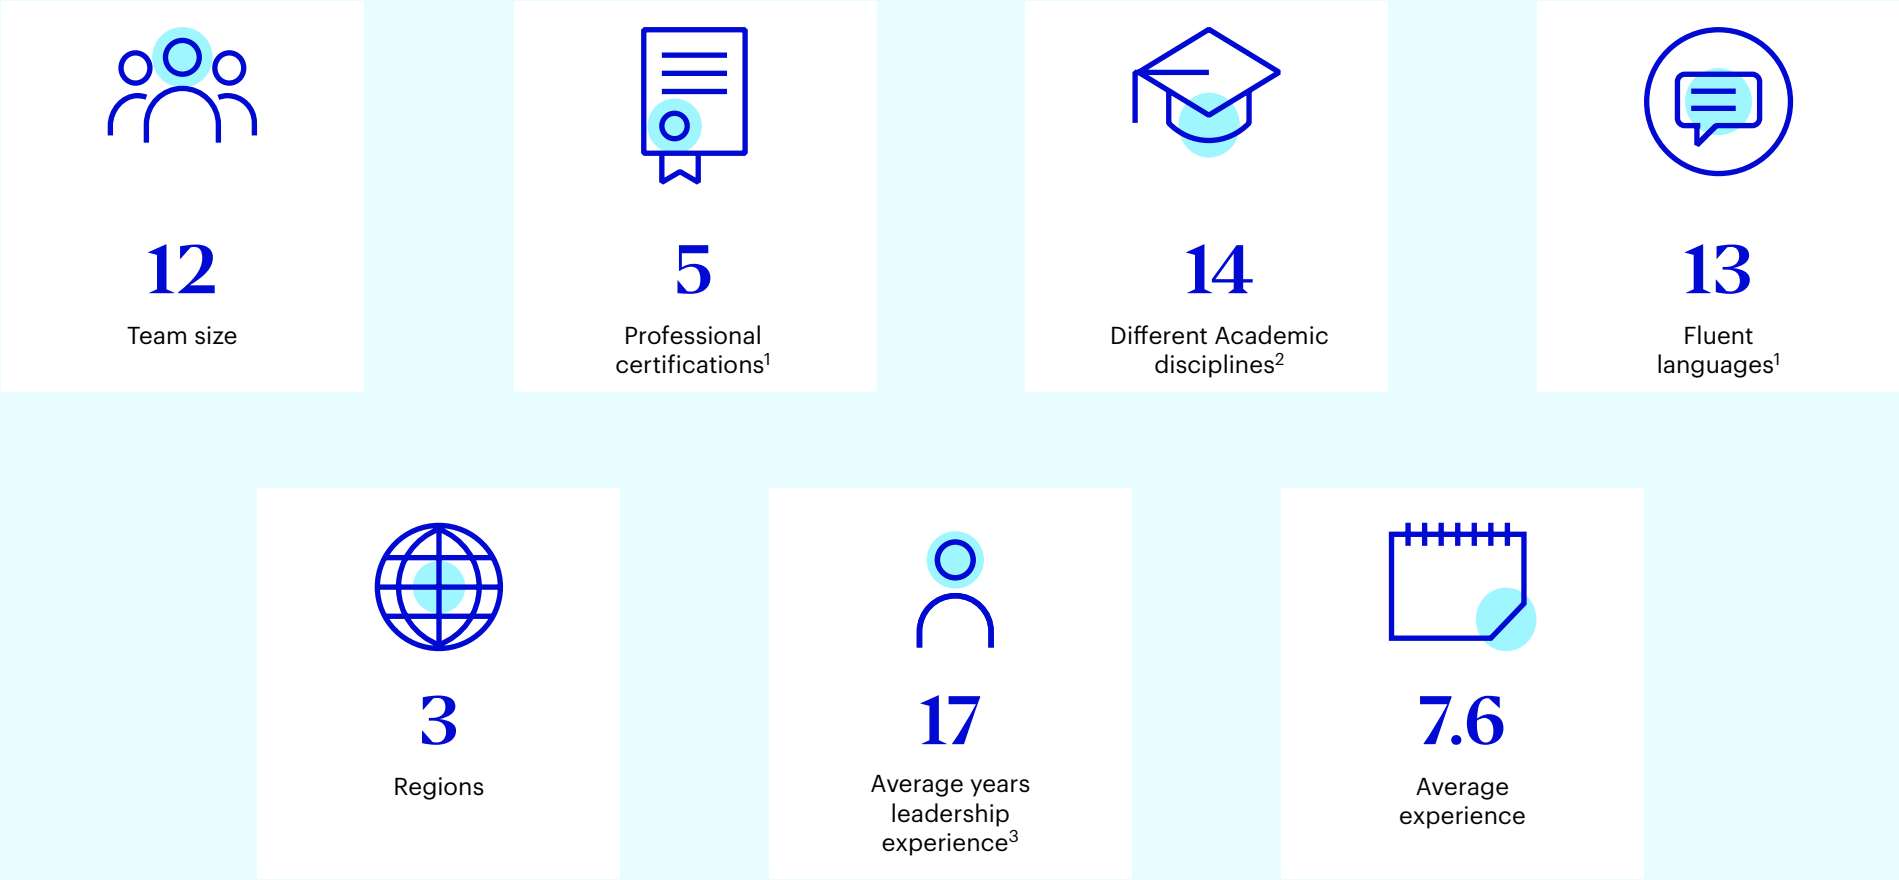 12
Team size
5
Professional
certifications¹
14
Different Academic
disciplines²
13
Fluent
languages¹
3
Regions
17
Average years
leadership
experience³
7.6
Average
experience